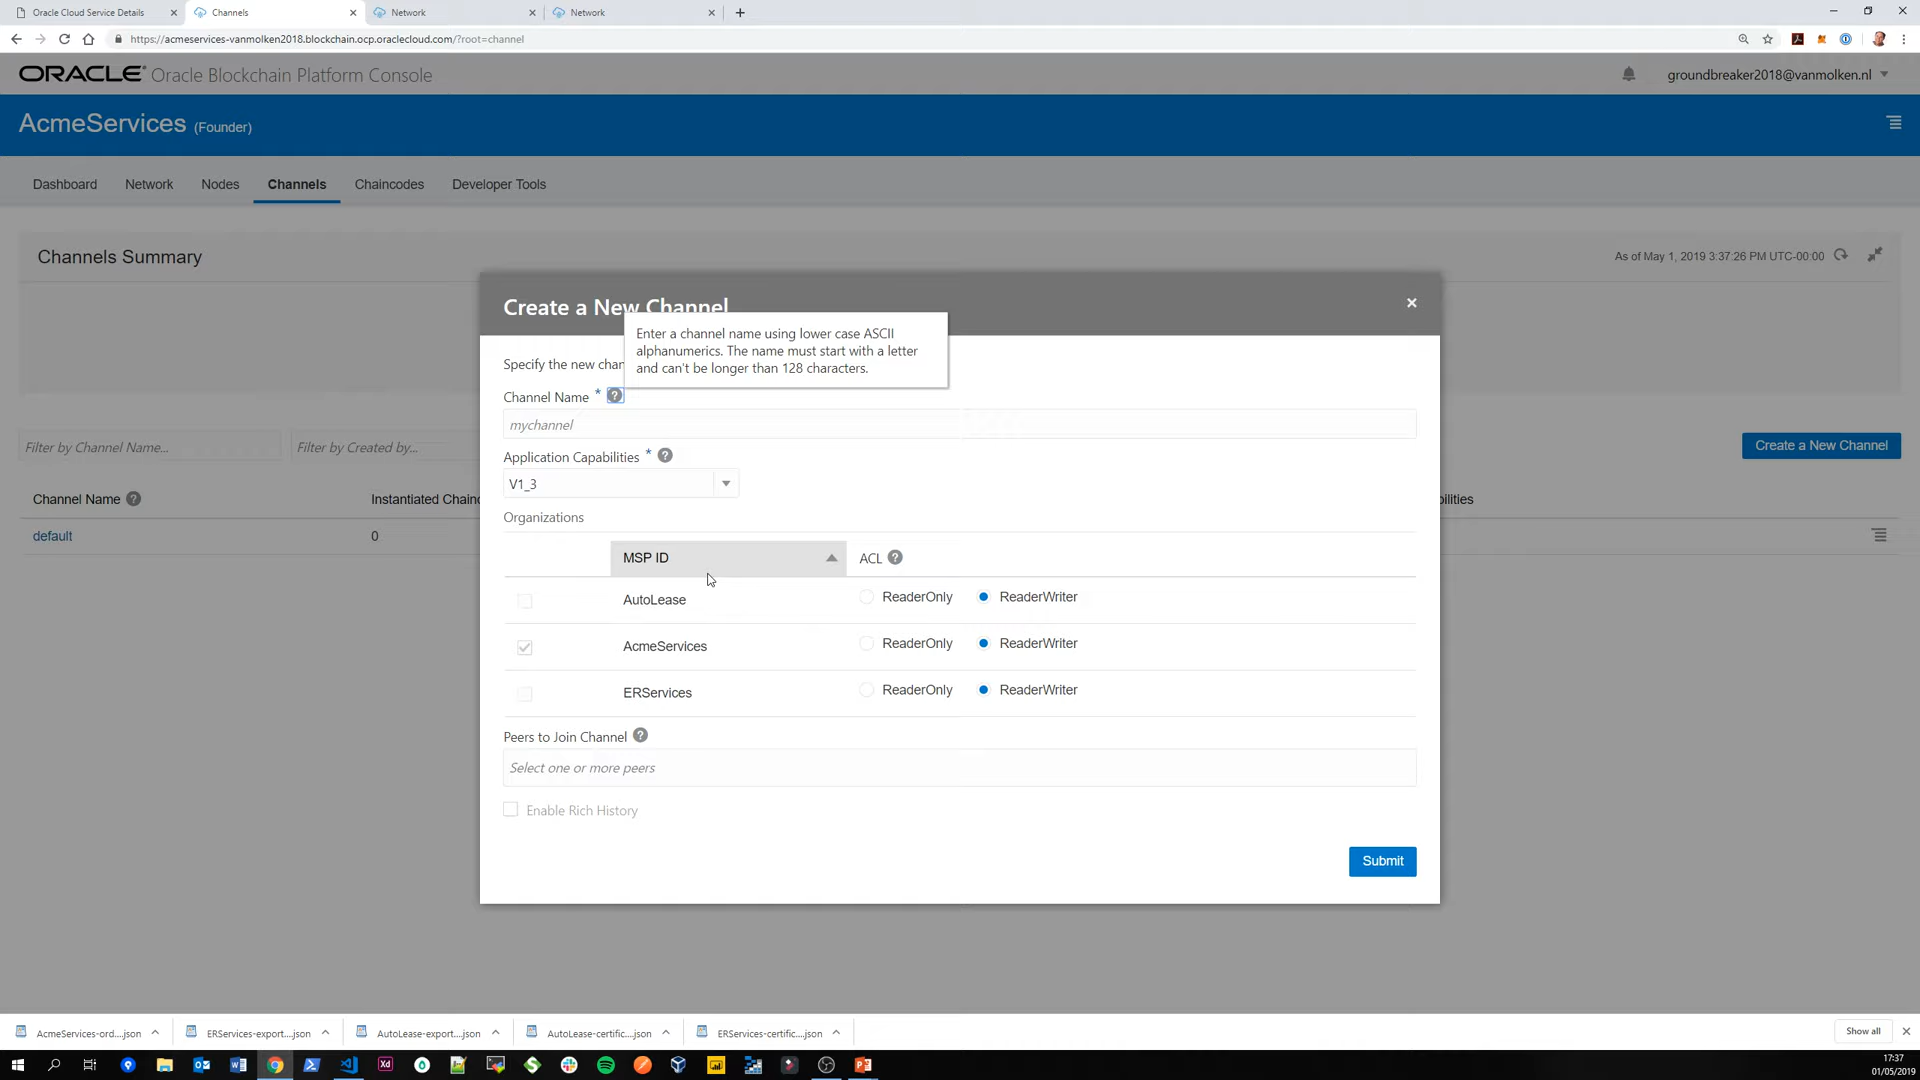 Oracle Cloud Service Details
Channels
Network
Network
https://acmeservices-vanmolken2018.blockchain.ocp.oraclecloud.com/?root=channel
ORACLE Oracle Blockchain Platform Console
groundbreaker2018@vanmolken.nl
AcmeServices (Founder)
Dashboard
Network
Nodes
Channels
Chaincodes
Developer Tools
Channels Summary
As of May 1, 2019 3:37:26 PM UTC-00:00
Create a New Channel
Enter a channel name using lower case ASCII
alphanumerics. The name must start with a letter
and can't be longer than 128 characters.
Specify the new chan
Channel Name * ?
mychannel
Filter by Channel Name...
Filter by Created by...
Create a New Channel
Application Capabilities * ?
V1_3
Channel Name ?
Instantiated Chainc
bilities
Organizations
default
0
MSP ID
ACL ?
AutoLease
ReaderOnly
ReaderWriter
AcmeServices
ReaderOnly
ReaderWriter
ERServices
ReaderOnly
ReaderWriter
Peers to Join Channel ?
Select one or more peers
Enable Rich History
Submit
AcmeServices-ord....json
ERServices-export....json
AutoLease-export....json
AutoLease-certific....json
ERServices-certific....json
Show all
17:37
01/05/2019